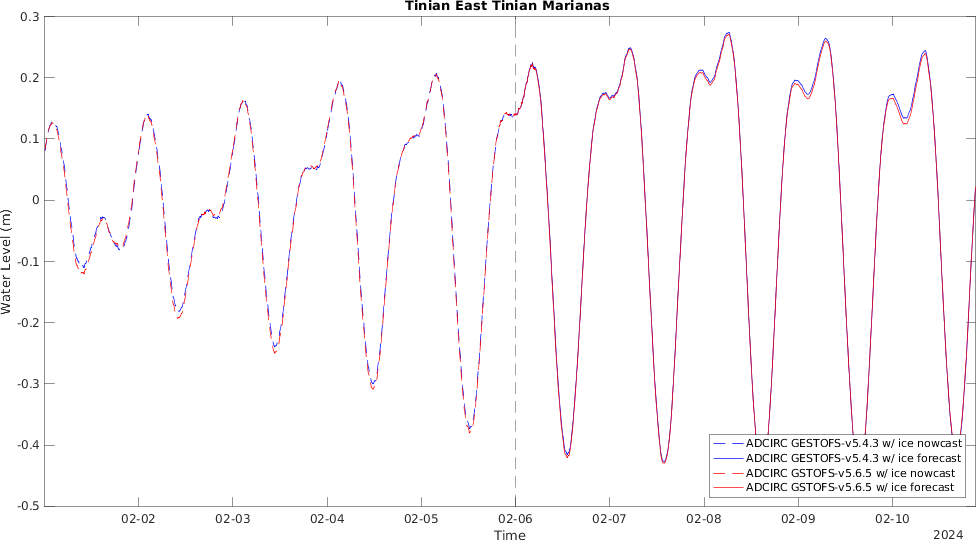 Tinian East Tinian Marianas
0.3
0.2
0.1
0
-0.1
-0.2
-0.3
-0.4
-0.5
Water Level (m)
ADCIRC GESTOFS-v5.4.3 w/ ice nowcast
ADCIRC GESTOFS-v5.4.3 w/ ice forecast
ADCIRC GSTOFS-v5.6.5 w/ ice nowcast
ADCIRC GSTOFS-v5.6.5 w/ ice forecast
02-02 02-03 02-04 02-05 02-06 02-07 02-08 02-09 02-10
Time
2024